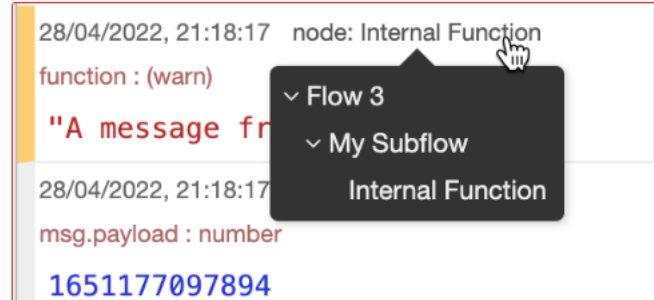 28/04/2022, 21:18:17 node: Internal Function
function : (warn)
"A message fr
Flow 3
My Subflow
Internal Function
28/04/2022, 21:18:17
msg.payload : number
1651177097894